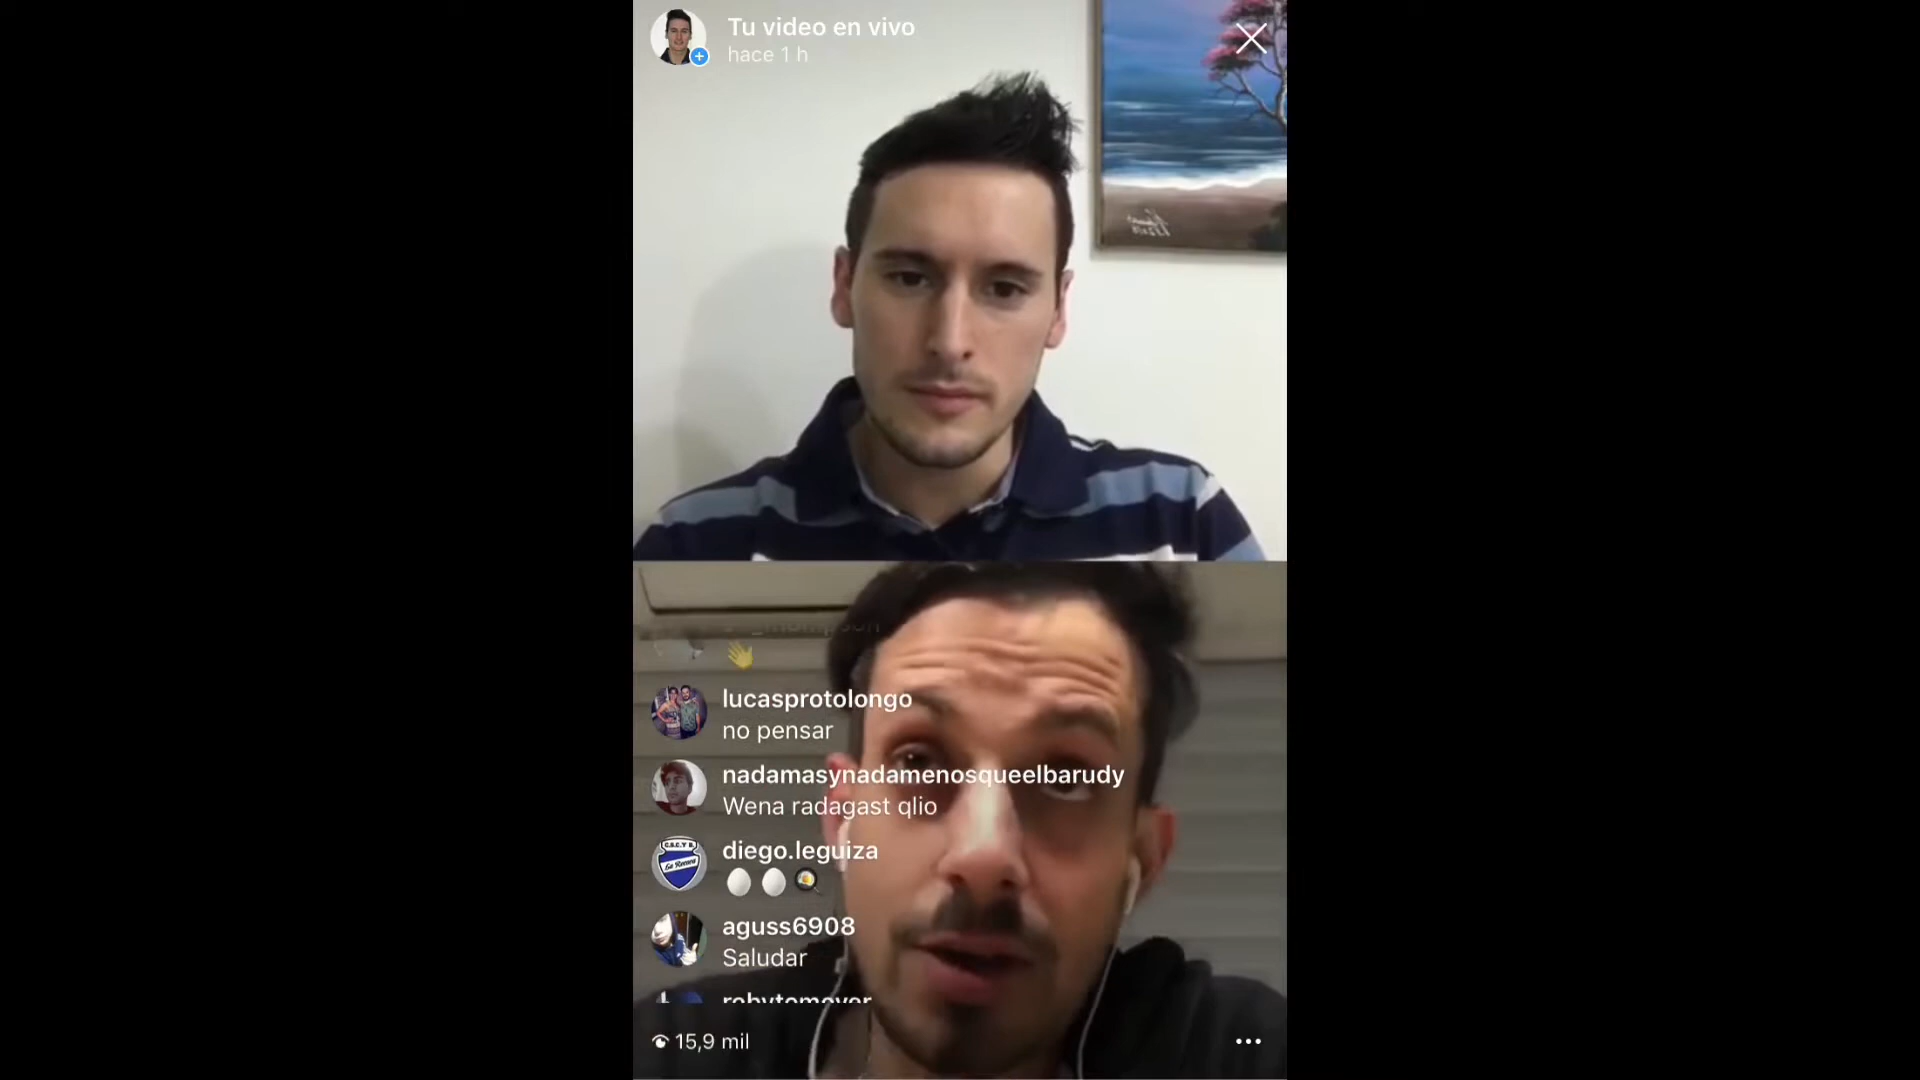 Tu video en vivo
hace 1 h
lucasprotolongo
no pensar
nadamasynadamenosqueelbarudy
Wena radagast qlio
diego.leguiza
aguss6908
Saludar
robytomeyer
15,9 mil